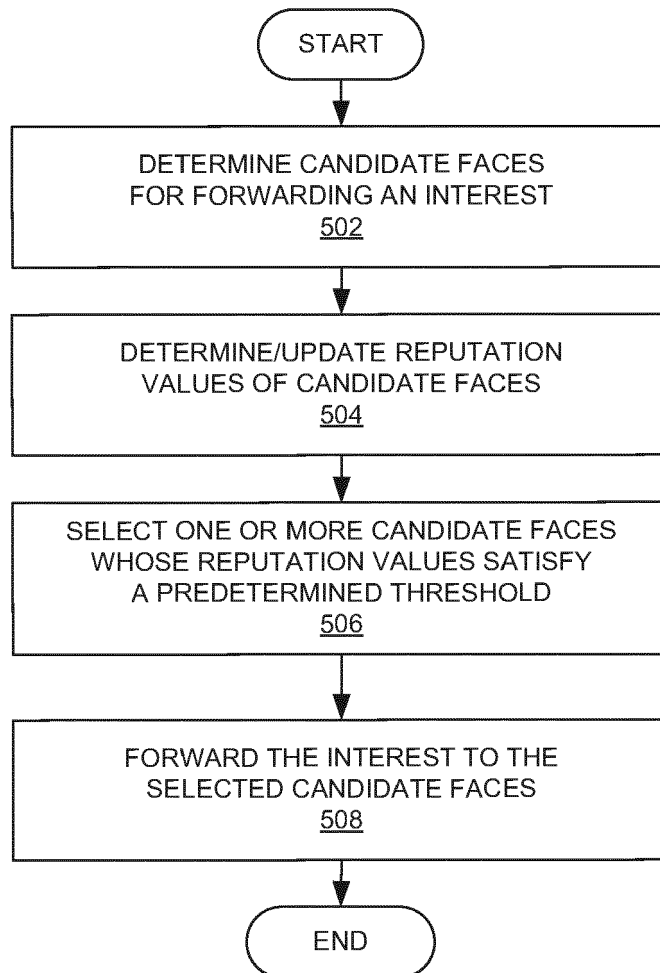 START
DETERMINE CANDIDATE FACES
FOR FORWARDING AN INTEREST
502
DETERMINE/UPDATE REPUTATION
VALUES OF CANDIDATE FACES
504
SELECT ONE OR MORE CANDIDATE FACES
WHOSE REPUTATION VALUES SATISFY
A PREDETERMINED THRESHOLD
506
FORWARD THE INTEREST TO THE
SELECTED CANDIDATE FACES
508
END